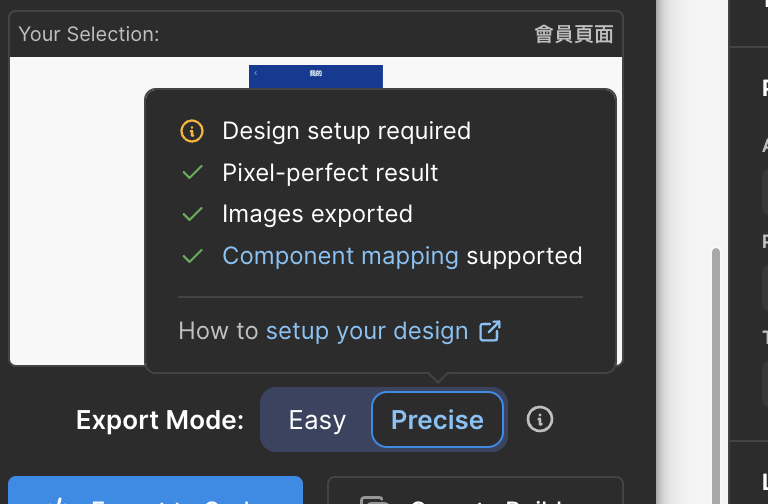 Your Selection:
會員頁面
我的
Design setup required
Pixel-perfect result
Images exported
Component mapping supported
How to setup your design
Export Mode:
Easy
Precise